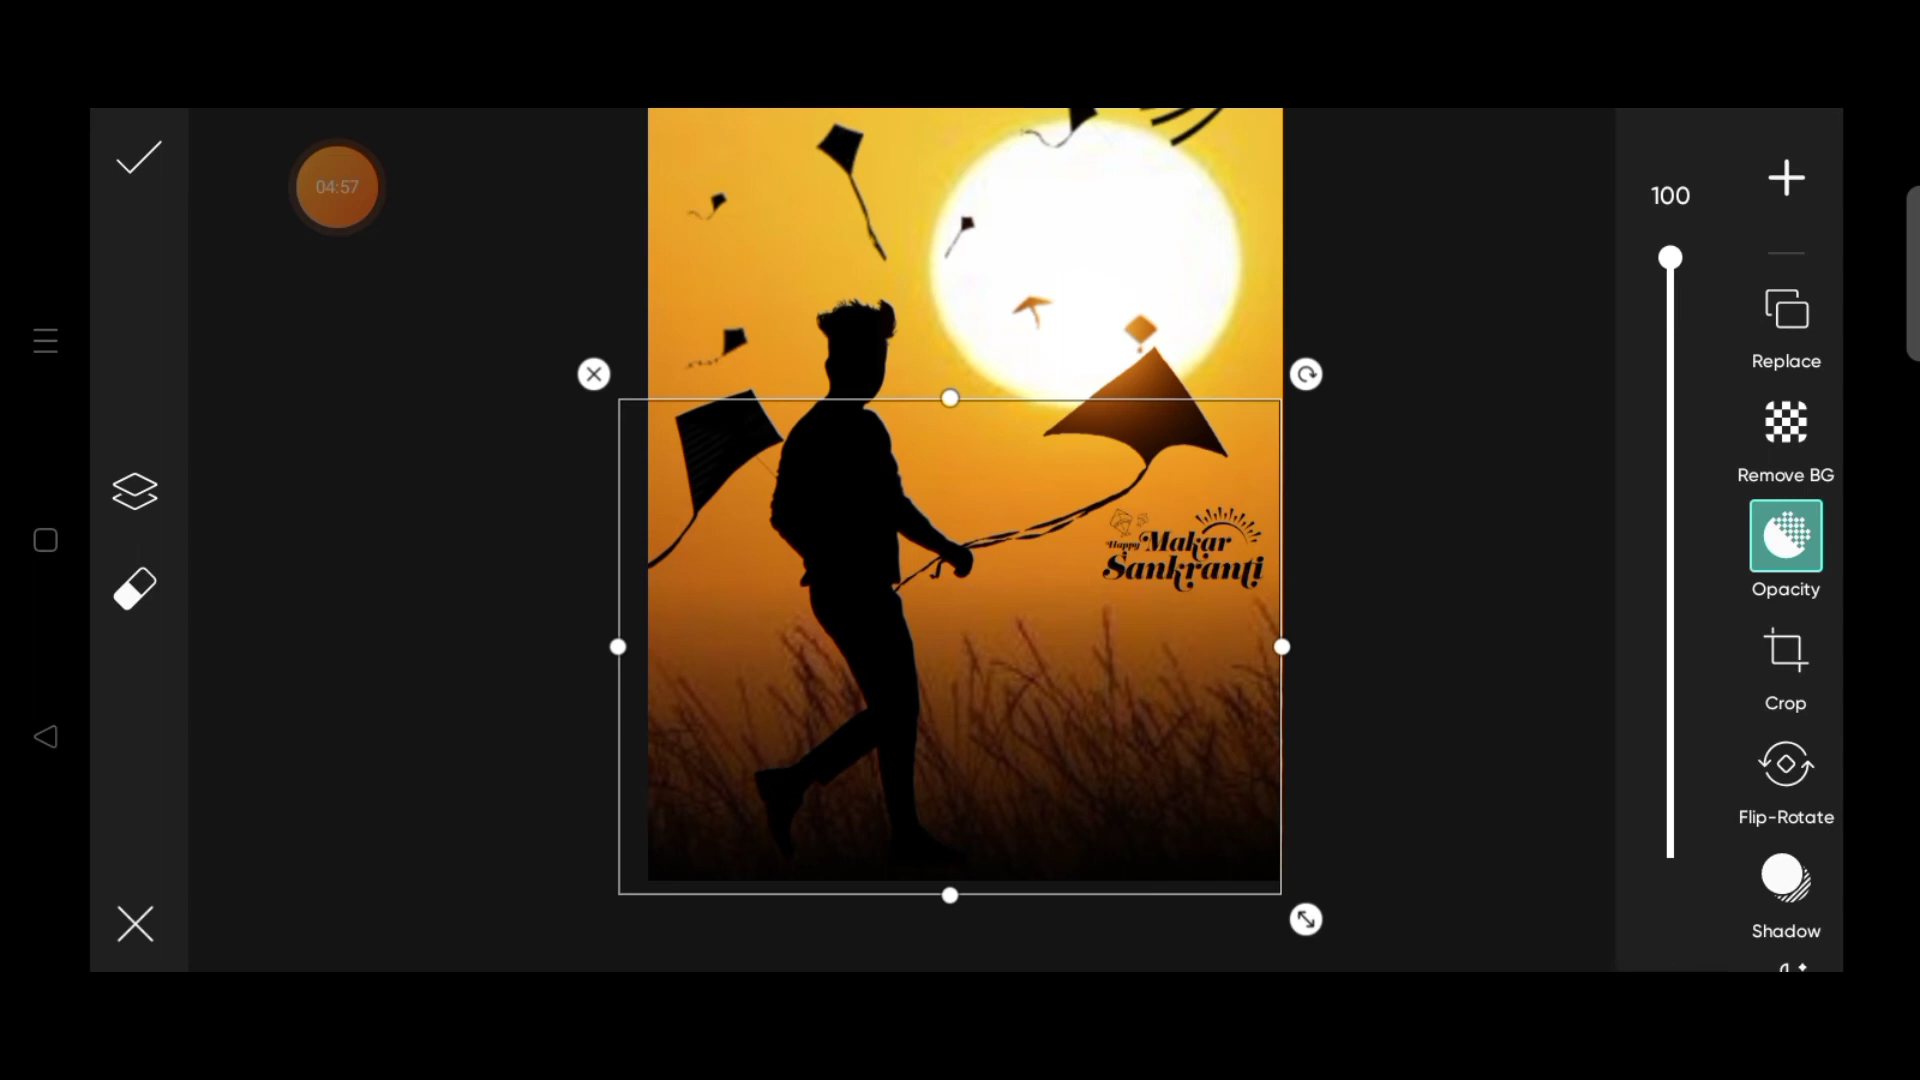 04:57
100
Replace
Remove BG
Opacity
Crop
Flip-Rotate
Shadow
Happy Makar
Sankranti